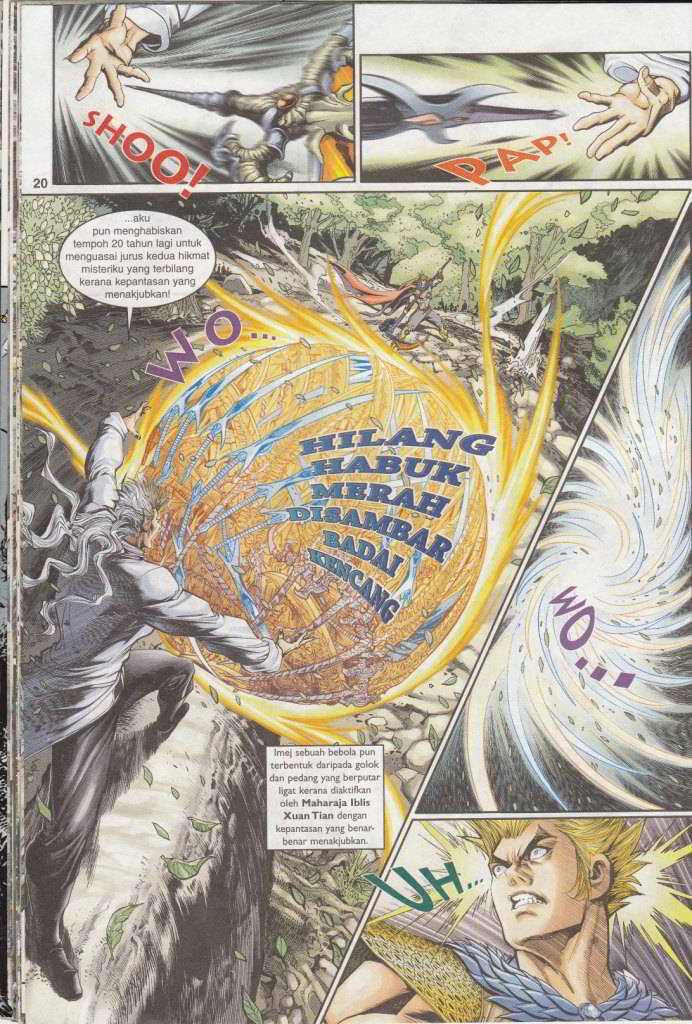 SHOO!
PAP!
20
...aku
pun menghabiskan
tempoh 20 tahun lagi untuk
menguasai jurus kedua hikmat
misteriku yang terbilang
kerana kepantasan yang
menakjubkan!
WO...
HILANG
HABUK
MERAH
DISAMBAR
BADAI
KENCANG
WO...
Imej sebuah bebola pun
terbentuk daripada golok
dan pedang yang berputar
ligat kerana diaktifkan
oleh Maharaja Iblis
Xuan Tian dengan
kepantasan yang benar-
benar menakjubkan.
UH...